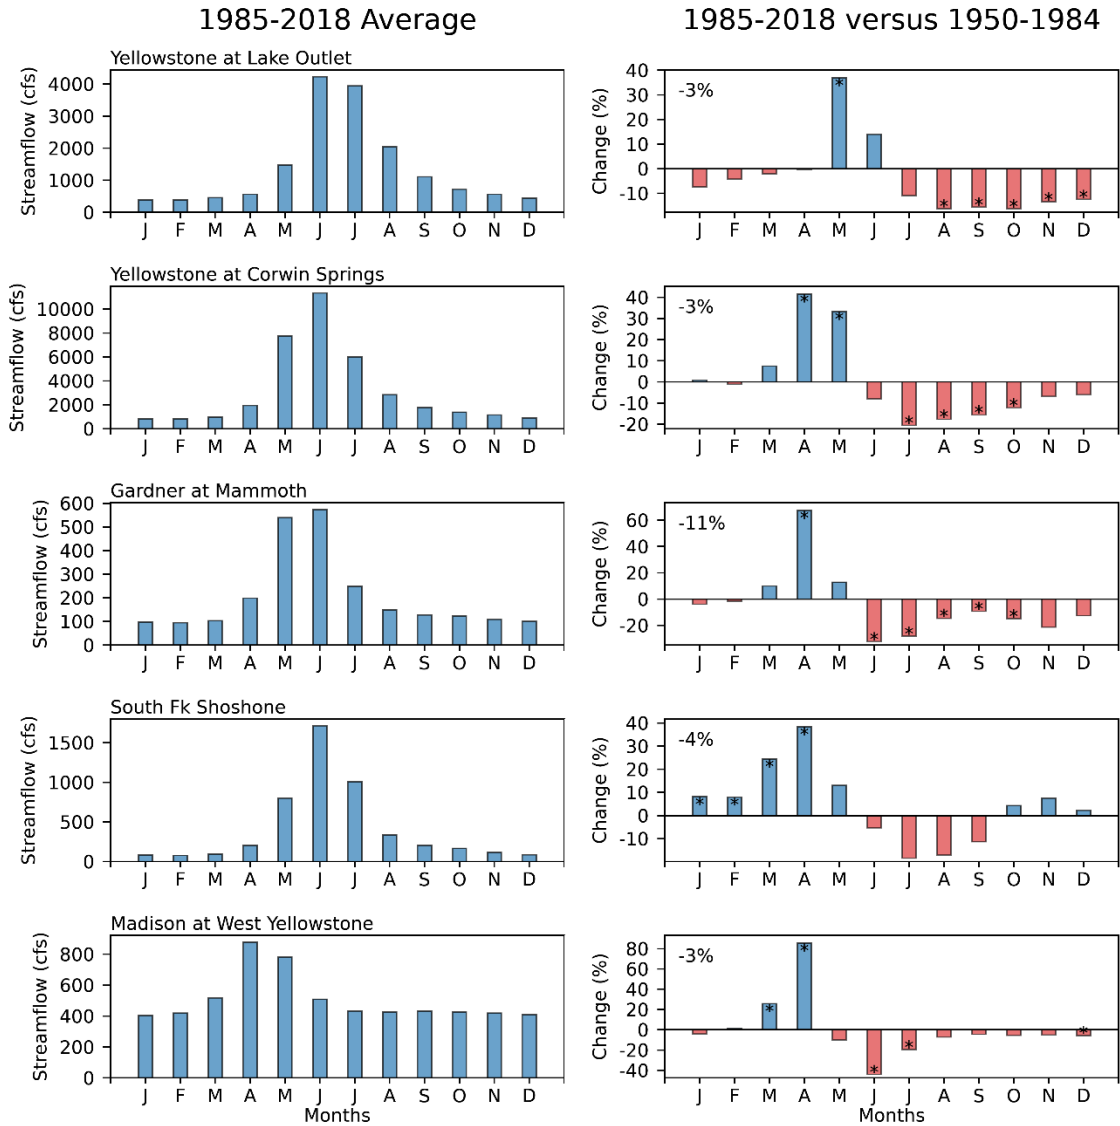 1985-2018 Average
1985-2018 versus 1950-1984
Yellowstone at Lake Outlet
Streamflow (cfs)
4000
3000
2000
1000
0
J F M A M J J A S O N D
Change (%)
40
30
20
10
0
-10
-3%
* * * * * *
J F M A M J J A S O N D
Yellowstone at Corwin Springs
Streamflow (cfs)
10000
8000
6000
4000
2000
0
J F M A M J J A S O N D
Change (%)
40
30
20
10
0
-10
-20
-3%
* * * * * *
J F M A M J J A S O N D
Gardner at Mammoth
Streamflow (cfs)
600
500
400
300
200
100
0
J F M A M J J A S O N D
Change (%)
60
40
20
0
-20
-11%
* * * * * *
J F M A M J J A S O N D
South Fk Shoshone
Streamflow (cfs)
1500
1000
500
0
J F M A M J J A S O N D
Change (%)
40
30
20
10
0
-10
-4%
* * * *
J F M A M J J A S O N D
Madison at West Yellowstone
Streamflow (cfs)
800
600
400
200
0
J F M A M J J A S O N D
Months
Change (%)
80
60
40
20
0
-20
-40
-3%
* * * * *
J F M A M J J A S O N D
Months